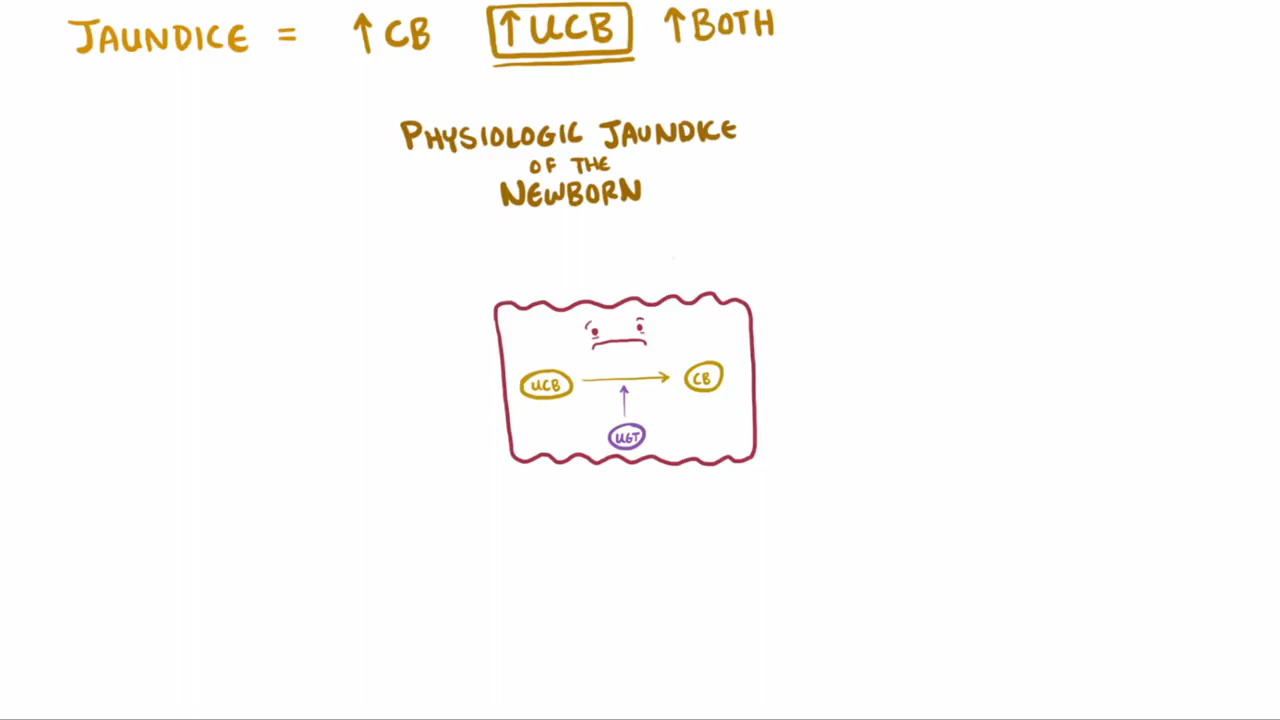 JAUNDICE = ↑CB ↑UCB ↑BOTH
PHYSIOLOGIC JAUNDICE
OF THE
NEWBORN
UCB
CB
UGT